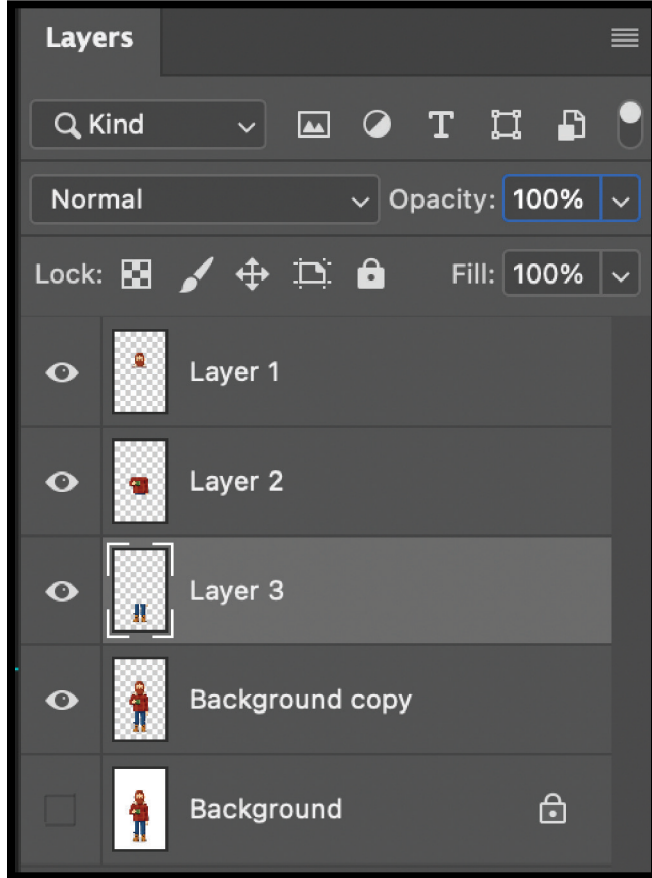 Layers
Kind
Normal Opacity: 100%
Lock: Fill: 100%
Layer 1
Layer 2
Layer 3
Background copy
Background